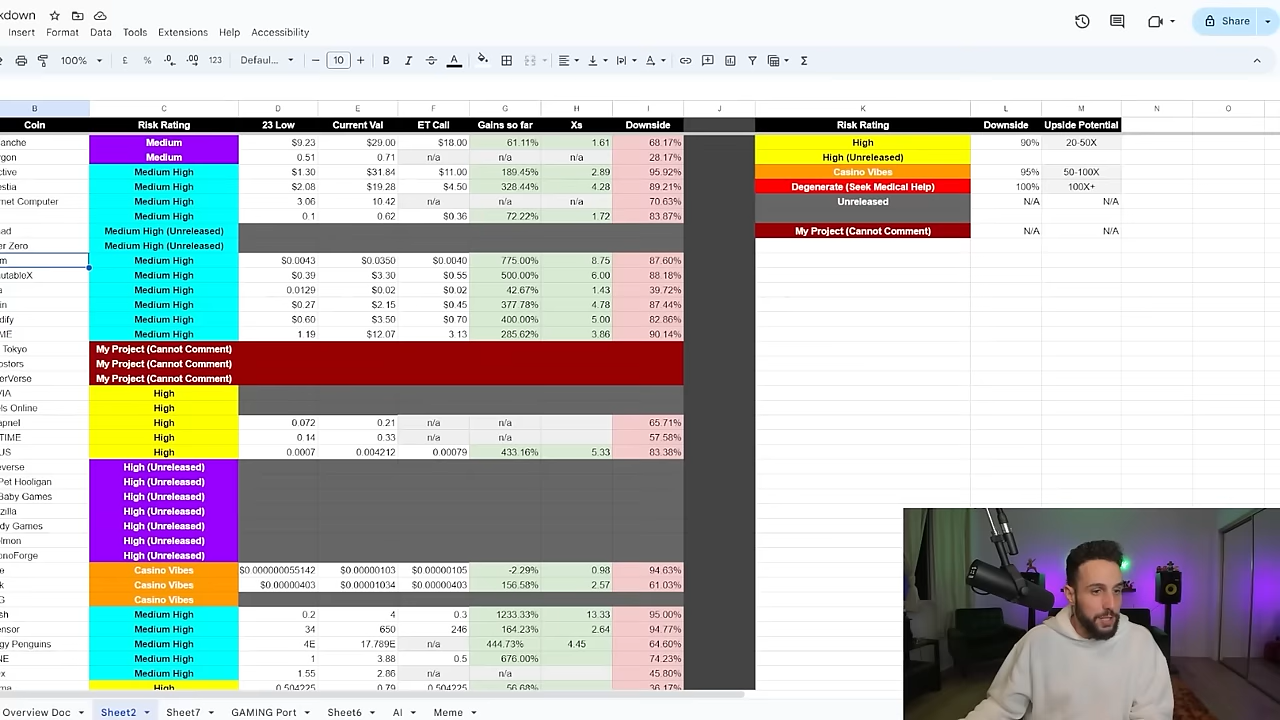 kdown
Insert Format Data Tools Extensions Help Accessibility
Share
100% £ % .0 .00 123 Defaul... 10 B I A
B C D E F G H I J K L M N O
Coin Risk Rating 23 Low Current Val ET Call Gains so far Xs Downside Risk Rating Downside Upside Potential
anche Medium $9.23 $29.00 $18.00 61.11% 1.61 68.17% High 90% 20-50X
rgon Medium 0.51 0.71 n/a n/a n/a 28.17% High (Unreleased)
ctive Medium High $1.30 $31.84 $11.00 189.45% 2.89 95.92% Casino Vibes 95% 50-100X
estia Medium High $2.08 $19.28 $4.50 328.44% 4.28 89.21% Degenerate (Seek Medical Help) 100% 100X+
rnet Computer Medium High 3.06 10.42 n/a n/a n/a 70.63% Unreleased N/A N/A
Medium High 0.1 0.62 $0.36 72.22% 1.72 83.87%
ad Medium High (Unreleased) My Project (Cannot Comment) N/A N/A
er Zero Medium High (Unreleased)
m Medium High $0.0043 $0.0350 $0.0040 775.00% 8.75 87.60%
utableX Medium High $0.39 $3.30 $0.55 500.00% 6.00 88.18%
a Medium High 0.0129 $0.02 $0.02 42.67% 1.43 39.72%
in Medium High $0.27 $2.15 $0.45 377.78% 4.78 87.44%
dify Medium High $0.60 $3.50 $0.70 400.00% 5.00 82.86%
ME Medium High 1.19 $12.07 3.13 285.62% 3.86 90.14%
Tokyo My Project (Cannot Comment)
ostors My Project (Cannot Comment)
erVerse My Project (Cannot Comment)
VIA High
els Online High
apnel High 0.072 0.21 n/a n/a 65.71%
TIME High 0.14 0.33 n/a n/a 57.58%
US High 0.0007 0.004212 0.00079 433.16% 5.33 83.38%
everse High (Unreleased)
Pet Hooligan High (Unreleased)
Baby Games High (Unreleased)
zilla High (Unreleased)
dy Games High (Unreleased)
elmon High (Unreleased)
onoForge High (Unreleased)
e Casino Vibes $0.000000055142 $0.00000103 $0.00000105 -2.29% 0.98 94.63%
k Casino Vibes $0.00000403 $0.00001034 $0.00000403 156.58% 2.57 61.03%
G Casino Vibes
sh Medium High 0.2 4 0.3 1233.33% 13.33 95.00%
ensor Medium High 34 650 246 164.23% 2.64 94.77%
gy Penguins Medium High 4E 17.789E n/a 444.73% 4.45 64.60%
NE Medium High 1 3.88 0.5 676.00% 74.23%
x Medium High 1.55 2.86 n/a n/a 45.80%
ma High 0.504225 0.79 0.504225 56.68% 36.17%
Overview Doc Sheet2 Sheet7 GAMING Port Sheet6 AI Meme